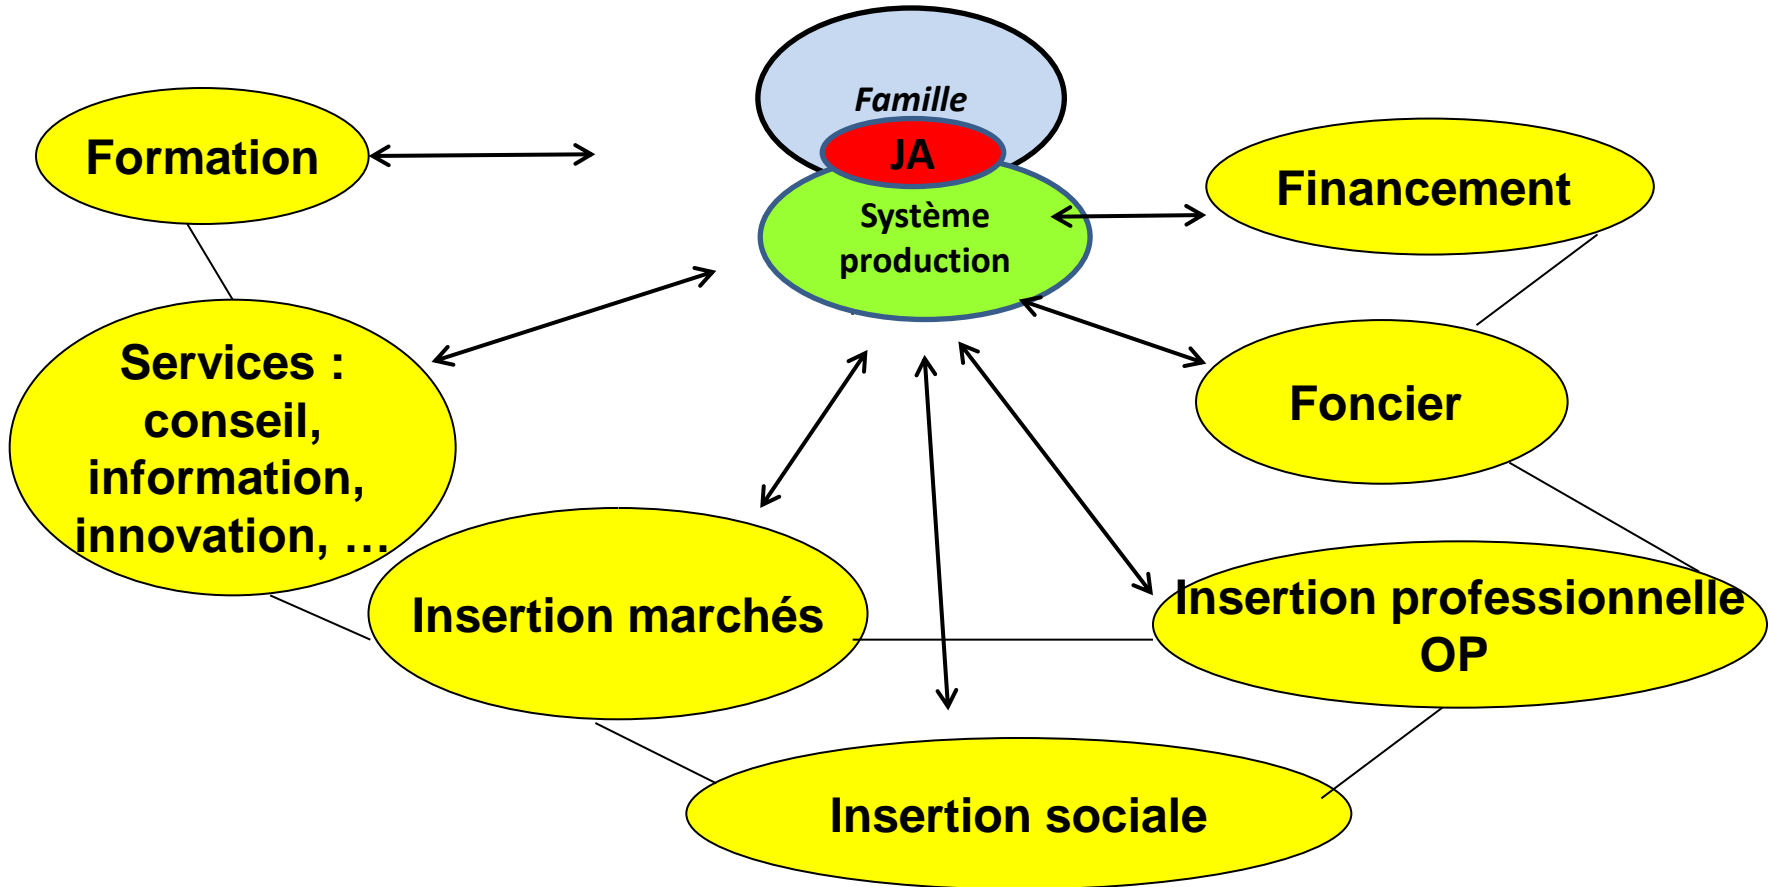 Famille
JA
Système
production
Formation
Financement
Services :
conseil,
information,
innovation, …
Foncier
Insertion marchés
Insertion professionnelle
OP
Insertion sociale